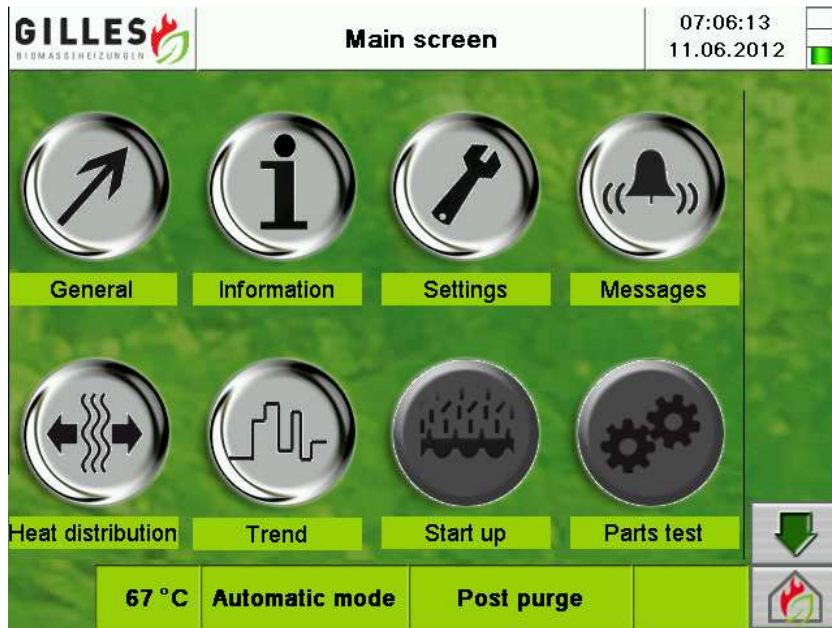 GILLES
BIOMASSEHEIZUNGEN
Main screen
07:06:13
11.06.2012
General
Information
Settings
Messages
Heat distribution
Trend
Start up
Parts test
67 °C
Automatic mode
Post purge